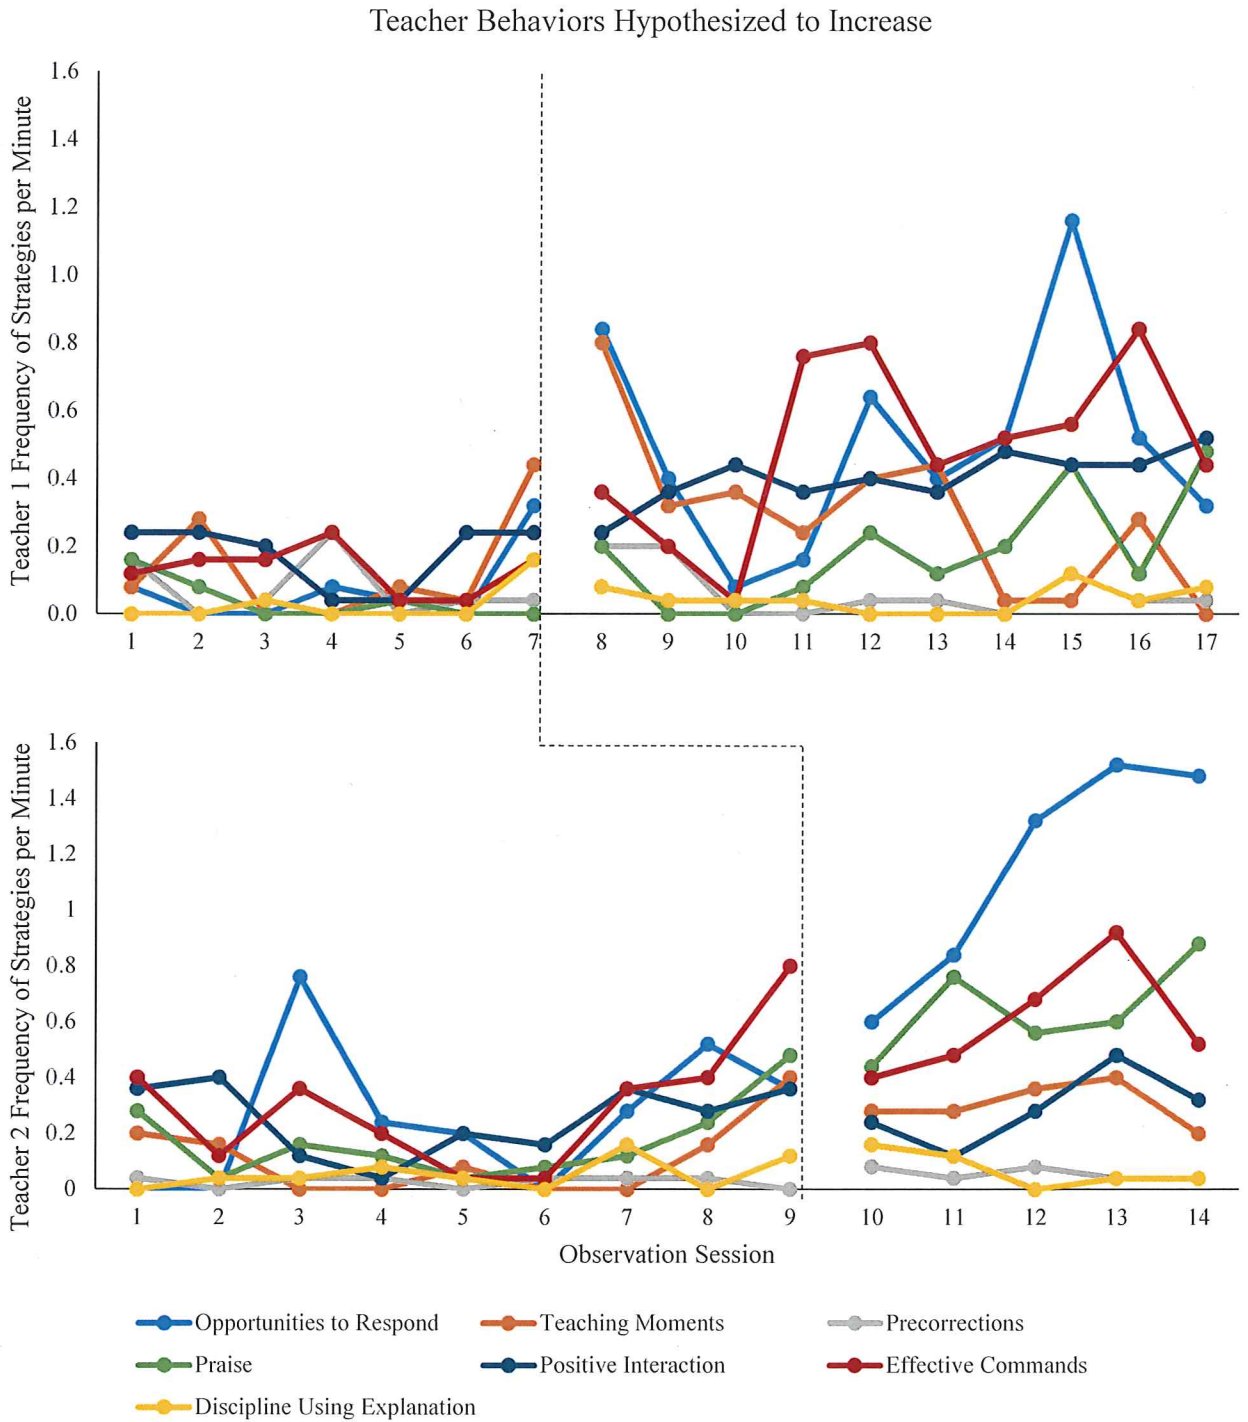 Teacher Behaviors Hypothesized to Increase
Teacher 1 Frequency of Strategies per Minute
1.6
1.4
1.2
1.0
0.8
0.6
0.4
0.2
0.0
1 2 3 4 5 6 7 8 9 10 11 12 13 14 15 16 17
Teacher 2 Frequency of Strategies per Minute
1.6
1.4
1.2
1
0.8
0.6
0.4
0.2
0
1 2 3 4 5 6 7 8 9 10 11 12 13 14
Observation Session
Opportunities to Respond Teaching Moments Precorrections
Praise Positive Interaction Effective Commands
Discipline Using Explanation